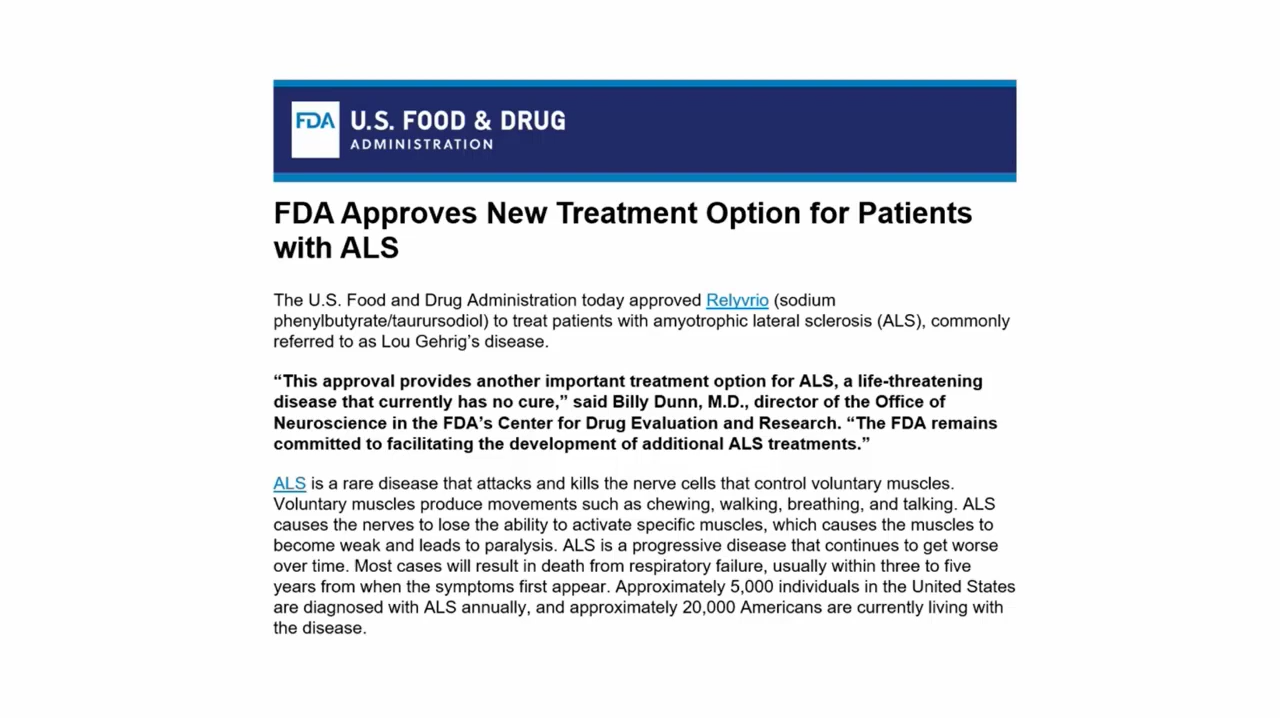 FDA U.S. FOOD & DRUG
ADMINISTRATION
FDA Approves New Treatment Option for Patients
with ALS
The U.S. Food and Drug Administration today approved Relyvrio (sodium
phenylbutyrate/taurursodiol) to treat patients with amyotrophic lateral sclerosis (ALS), commonly
referred to as Lou Gehrig’s disease.
“This approval provides another important treatment option for ALS, a life-threatening
disease that currently has no cure,” said Billy Dunn, M.D., director of the Office of
Neuroscience in the FDA’s Center for Drug Evaluation and Research. “The FDA remains
committed to facilitating the development of additional ALS treatments.”
ALS is a rare disease that attacks and kills the nerve cells that control voluntary muscles.
Voluntary muscles produce movements such as chewing, walking, breathing, and talking. ALS
causes the nerves to lose the ability to activate specific muscles, which causes the muscles to
become weak and leads to paralysis. ALS is a progressive disease that continues to get worse
over time. Most cases will result in death from respiratory failure, usually within three to five
years from when the symptoms first appear. Approximately 5,000 individuals in the United States
are diagnosed with ALS annually, and approximately 20,000 Americans are currently living with
the disease.